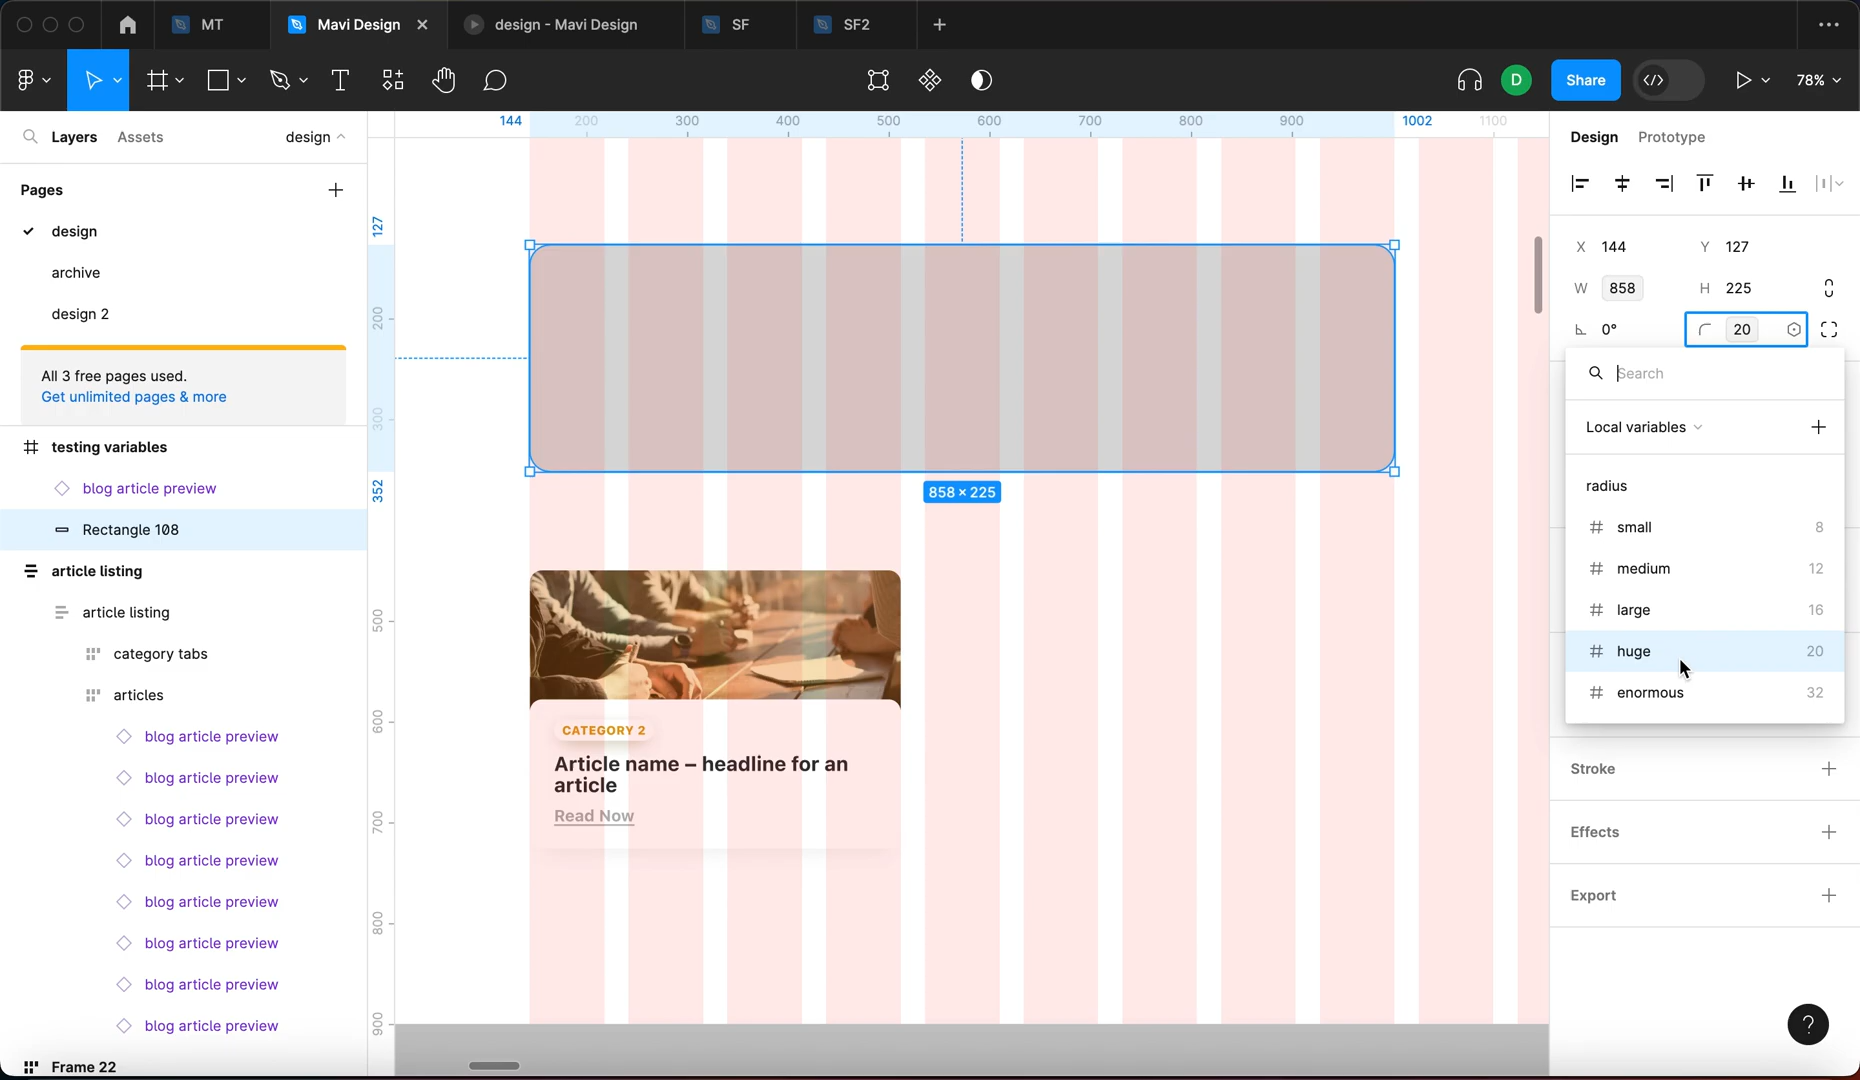 MT
Mavi Design
design - Mavi Design
SF
SF2
D
Share
78%
Layers
Assets
design
Pages
design
archive
design 2
All 3 free pages used.
Get unlimited pages & more
testing variables
blog article preview
Rectangle 108
article listing
article listing
category tabs
articles
blog article preview
blog article preview
blog article preview
blog article preview
blog article preview
blog article preview
blog article preview
blog article preview
Frame 22
144
200
300
400
500
600
700
800
900
1002
1100
127
200
300
352
500
600
700
800
900
858 × 225
CATEGORY 2
Article name – headline for an
article
Read Now
Design
Prototype
X 144
Y 127
W 858
H 225
0°
20
Search
Local variables
radius
small 8
medium 12
large 16
huge 20
enormous 32
Stroke
Effects
Export
?